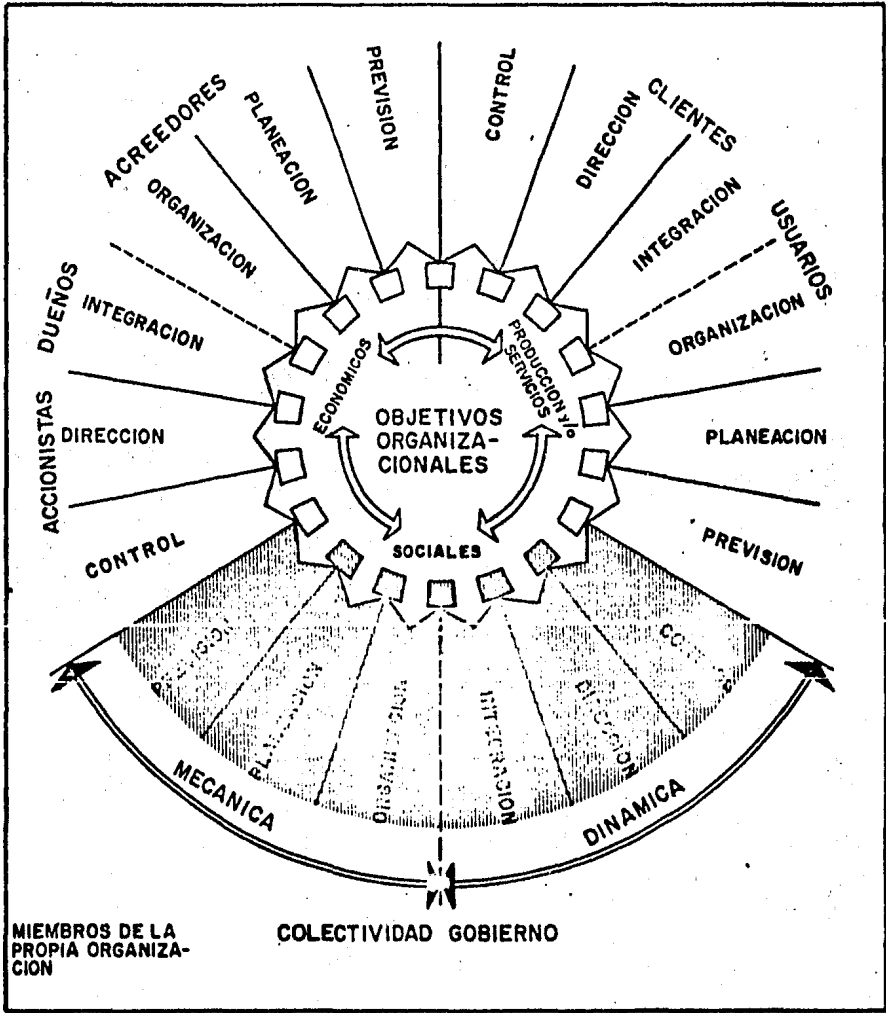 PREVISION
CONTROL
PLANEACION
DIRECCION
ACREEDORES
CLIENTES
ORGANIZACION
INTEGRACION
DUEÑOS
USUARIOS
INTEGRACION
ORGANIZACION
ACCIONISTAS
DIRECCION
PLANEACION
CONTROL
PREVISION
ECONOMICOS
PRODUCCION y/o
SERVICIOS
OBJETIVOS
ORGANIZA-
CIONALES
SOCIALES
INTEGRACION
MECANICA
DINAMICA
MIEMBROS DE LA
PROPIA ORGANIZA-
CION
COLECTIVIDAD GOBIERNO